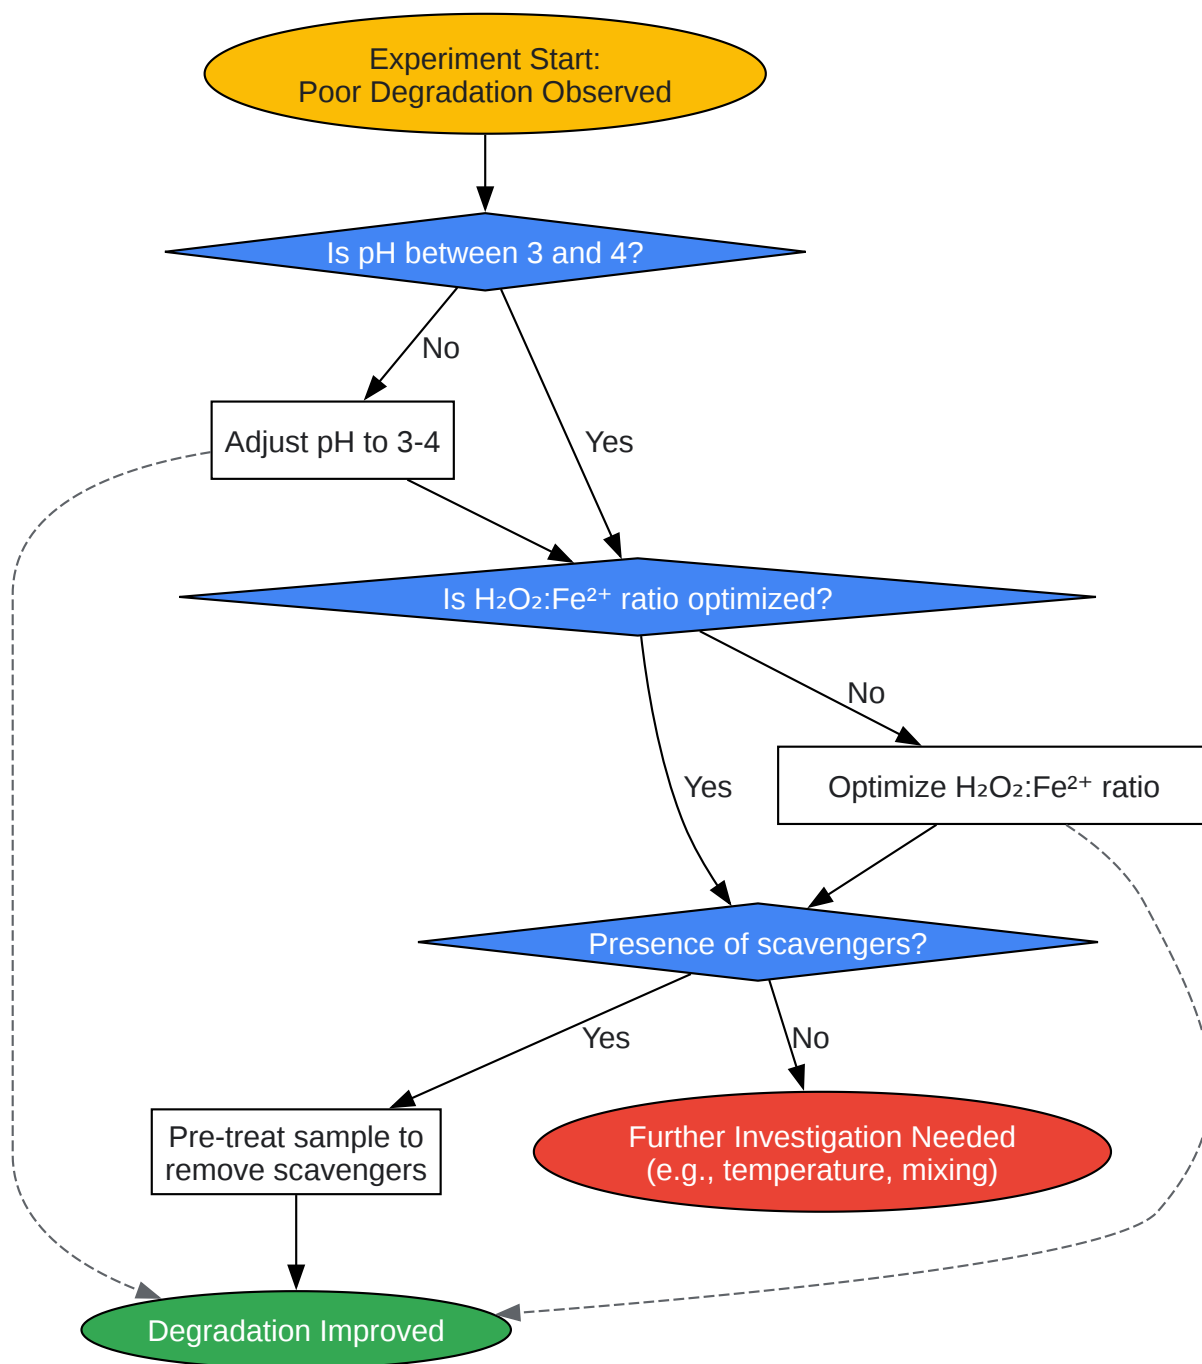 Experiment Start:
Poor Degradation Observed
Is pH between 3 and 4?
No
Adjust pH to 3-4
Yes
Is H₂O₂:Fe²⁺ ratio optimized?
No
Yes
Optimize H₂O₂:Fe²⁺ ratio
Presence of scavengers?
Yes
No
Pre-treat sample to
remove scavengers
Further Investigation Needed
(e.g., temperature, mixing)
Degradation Improved